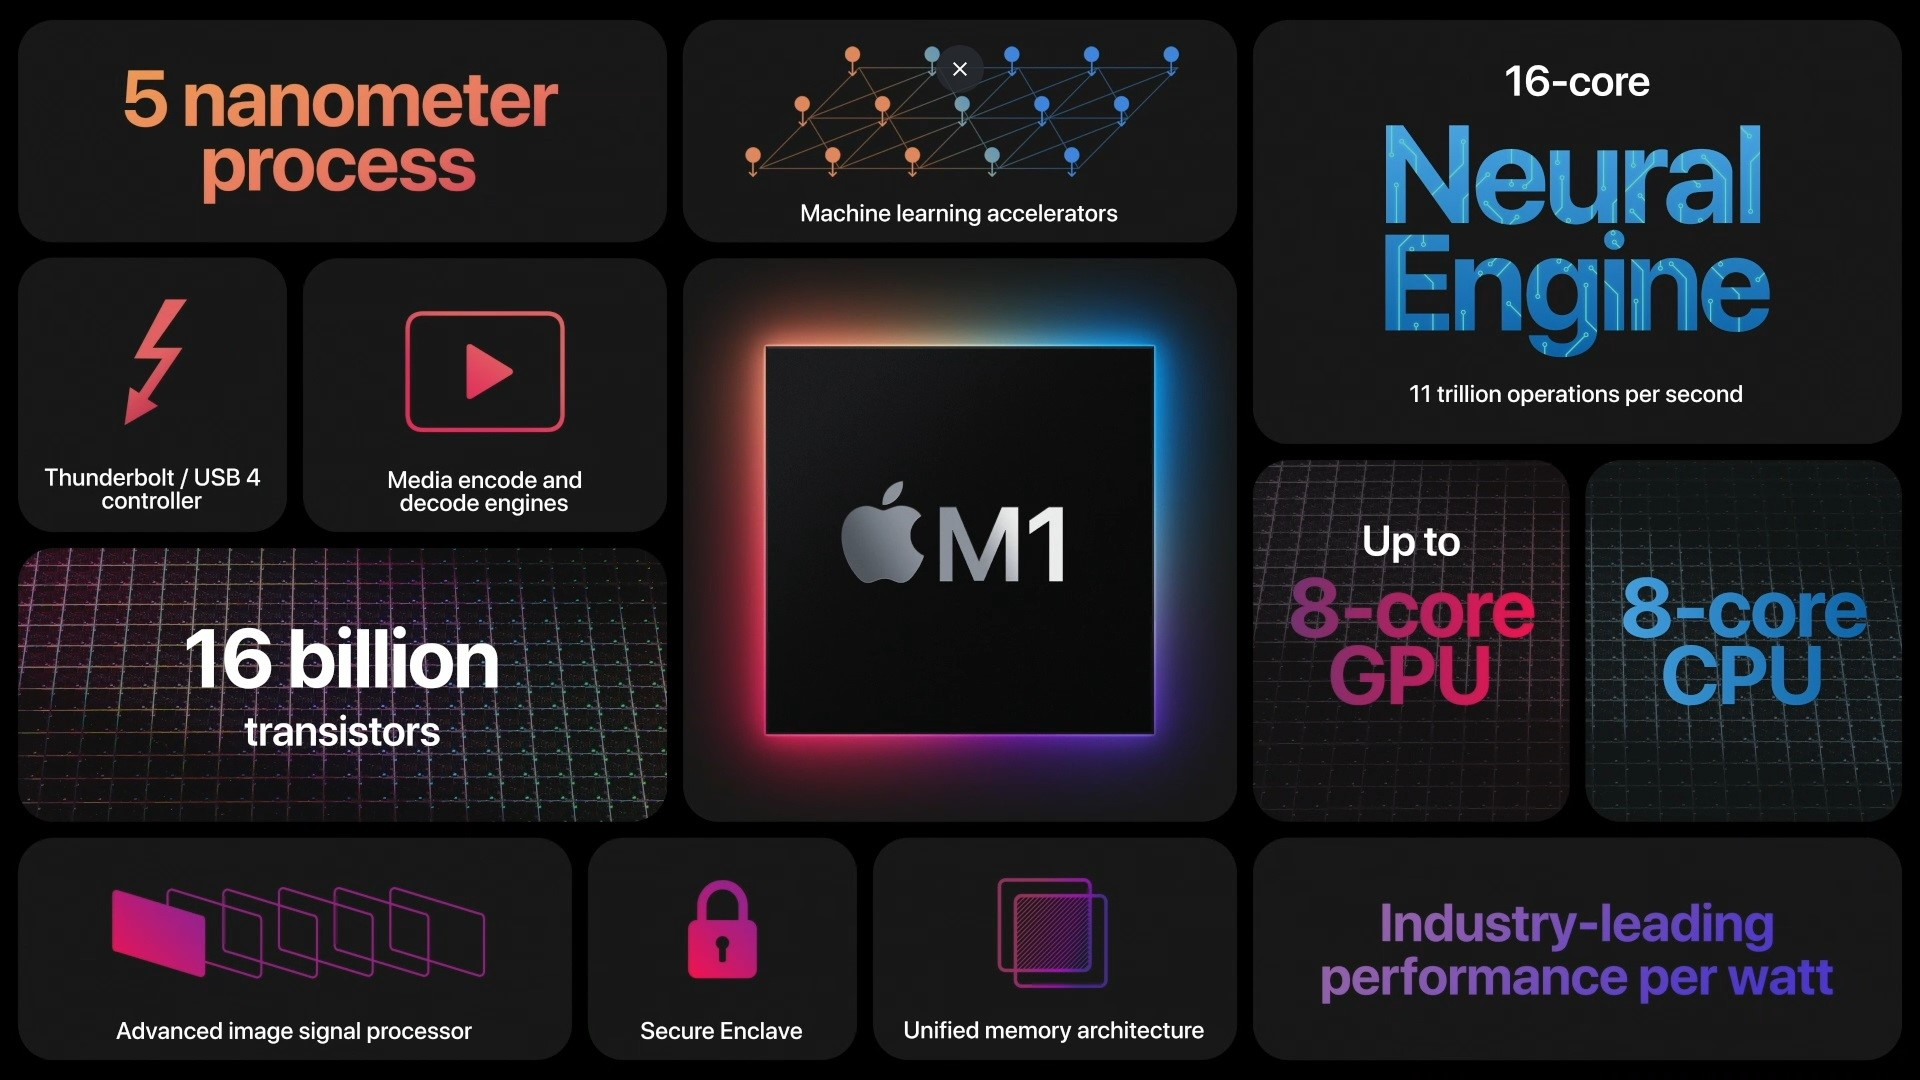 5 nanometer
process
Machine learning accelerators
16-core
Neural
Engine
11 trillion operations per second
Thunderbolt / USB 4
controller
Media encode and
decode engines
M1
Up to
8-core
GPU
8-core
CPU
16 billion
transistors
Advanced image signal processor
Secure Enclave
Unified memory architecture
Industry-leading
performance per watt